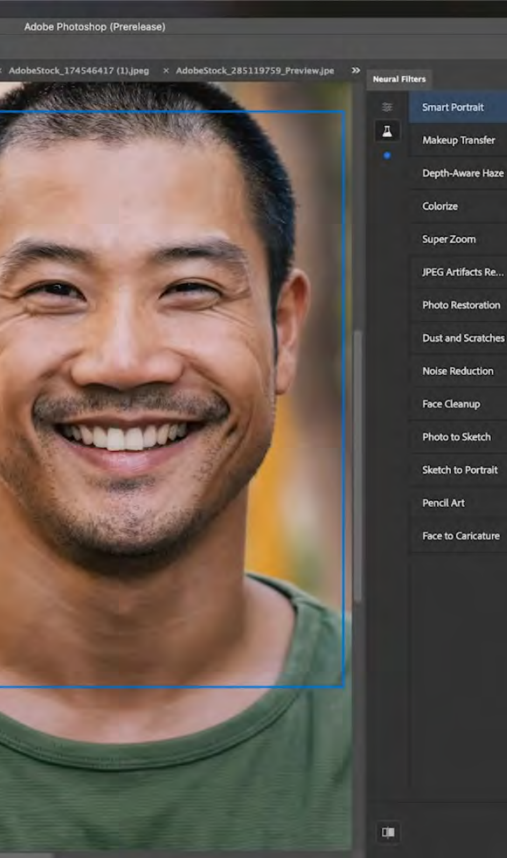 Adobe Photoshop (Prerelease)
AdobeStock_174546417 (1).jpeg × AdobeStock_285119759_Preview.jpe »
Neural Filters
Smart Portrait
Makeup Transfer
Depth-Aware Haze
Colorize
Super Zoom
JPEG Artifacts Re...
Photo Restoration
Dust and Scratches
Noise Reduction
Face Cleanup
Photo to Sketch
Sketch to Portrait
Pencil Art
Face to Caricature